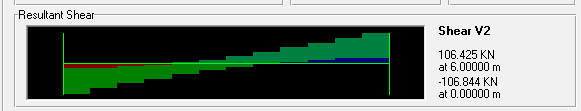 Resultant Shear
Shear V2
106.425 KN
at 6.00000 m
-106.844 KN
at 0.00000 m